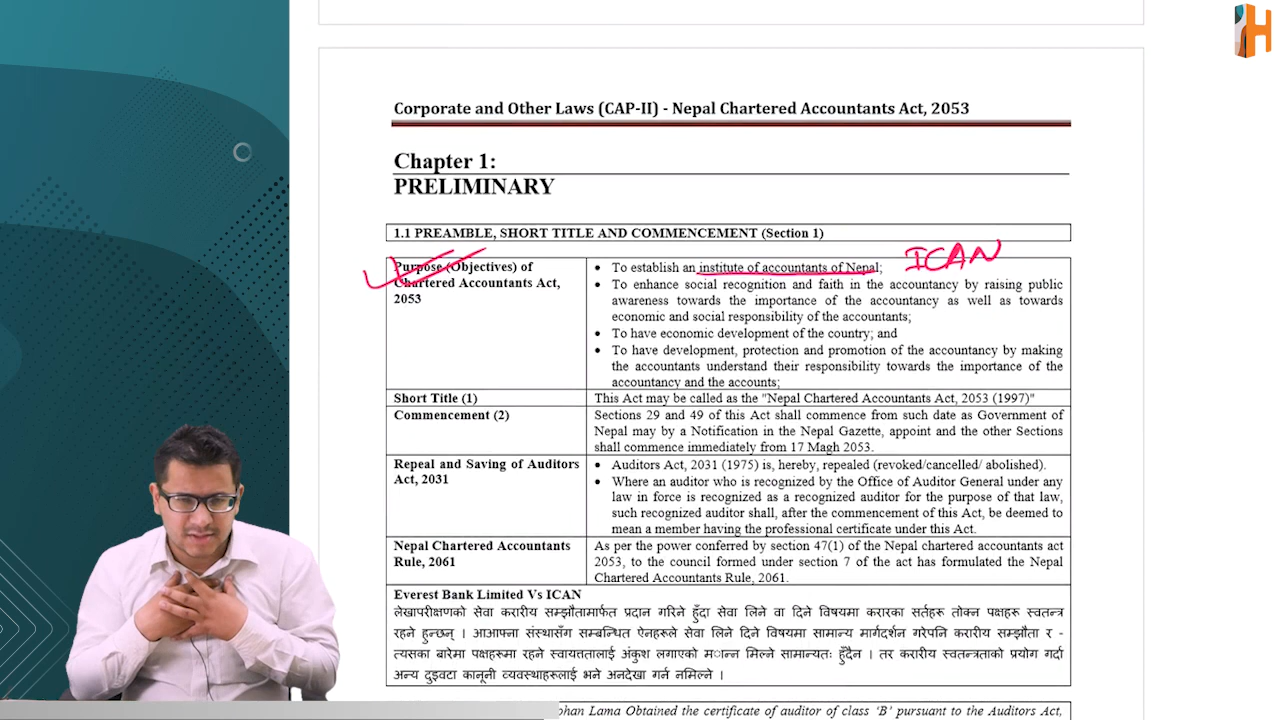 H
Corporate and Other Laws (CAP-II) - Nepal Chartered Accountants Act, 2053
Chapter 1:
PRELIMINARY
1.1 PREAMBLE, SHORT TITLE AND COMMENCEMENT (Section 1)
Purpose (Objectives) of
Chartered Accountants Act,
2053
• To establish an institute of accountants of Nepal;
ICAN
• To enhance social recognition and faith in the accountancy by raising public
awareness towards the importance of the accountancy as well as towards
economic and social responsibility of the accountants;
• To have economic development of the country; and
• To have development, protection and promotion of the accountancy by making
the accountants understand their responsibility towards the importance of the
accountancy and the accounts;
Short Title (1)
This Act may be called as the "Nepal Chartered Accountants Act, 2053 (1997)"
Commencement (2)
Sections 29 and 49 of this Act shall commence from such date as Government of
Nepal may by a Notification in the Nepal Gazette, appoint and the other Sections
shall commence immediately from 17 Magh 2053.
Repeal and Saving of Auditors
Act, 2031
• Auditors Act, 2031 (1975) is, hereby, repealed (revoked/cancelled/ abolished).
• Where an auditor who is recognized by the Office of Auditor General under any
law in force is recognized as a recognized auditor for the purpose of that law,
such recognized auditor shall, after the commencement of this Act, be deemed to
mean a member having the professional certificate under this Act.
Nepal Chartered Accountants
Rule, 2061
As per the power conferred by section 47(1) of the Nepal chartered accountants act
2053, to the council formed under section 7 of the act has formulated the Nepal
Chartered Accountants Rule, 2061.
Everest Bank Limited Vs ICAN
लेखापरीक्षणको सेवा करारीय सम्झौतामार्फत प्रदान गरिने हुँदा सेवा लिने वा दिने विषयमा करारका सर्तहरू तोक्न पक्षहरू स्वतन्त्र
रहने हुन्छन् । आआफ्ना संस्थासँग सम्बन्धित ऐनहरूले सेवा लिने दिने विषयमा सामान्य मार्गदर्शन गरेपनि करारीय सम्झौता र -
त्यसका बारेमा पक्षहरूमा रहने स्वायत्ततालाई अंकुश लगाएको मान्न मिल्ने सामान्यतः हुँदैन । तर करारीय स्वतन्त्रताको प्रयोग गर्दा
अन्य दुइवटा कानूनी व्यवस्थाहरूलाई भने अनदेखा गर्न नमिल्ने ।
ohan Lama Obtained the certificate of auditor of class 'B' pursuant to the Auditors Act,